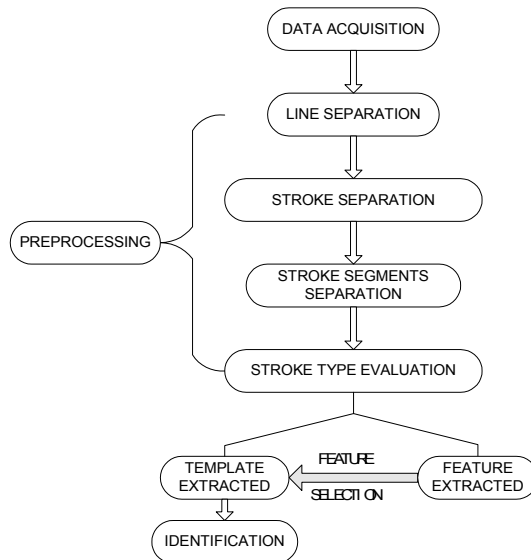 DATA ACQUISITION
LINE SEPARATION
STROKE SEPARATION
PREPROCESSING
STROKE SEGMENTS
SEPARATION
STROKE TYPE EVALUATION
TEMPLATE
EXTRACTED
FEATURE
SELECTION
FEATURE
EXTRACTED
IDENTIFICATION